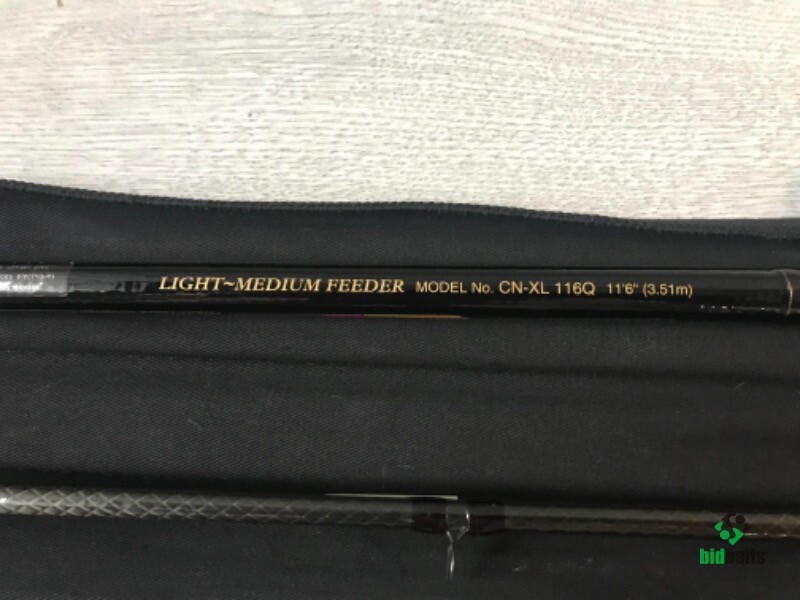 LIGHT~MEDIUM FEEDER MODEL No. CN-XL 116Q 11'6" (3.51m)
bidbaits